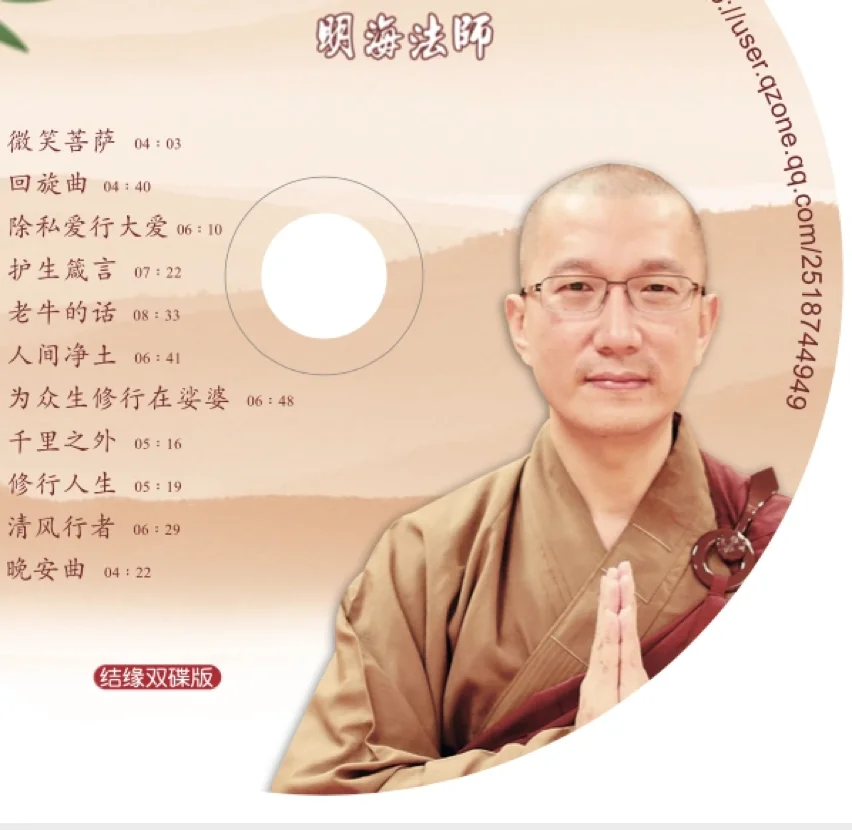 明海法師
://user.qzone.qq.com/2518744949
微笑菩萨 04：03
回旋曲 04：40
除私爱行大爱 06：10
护生箴言 07：22
老牛的话 08：33
人间净土 06：41
为众生修行在娑婆 06：48
千里之外 05：16
修行人生 05：19
清风行者 06：29
晚安曲 04：22
结缘双碟版